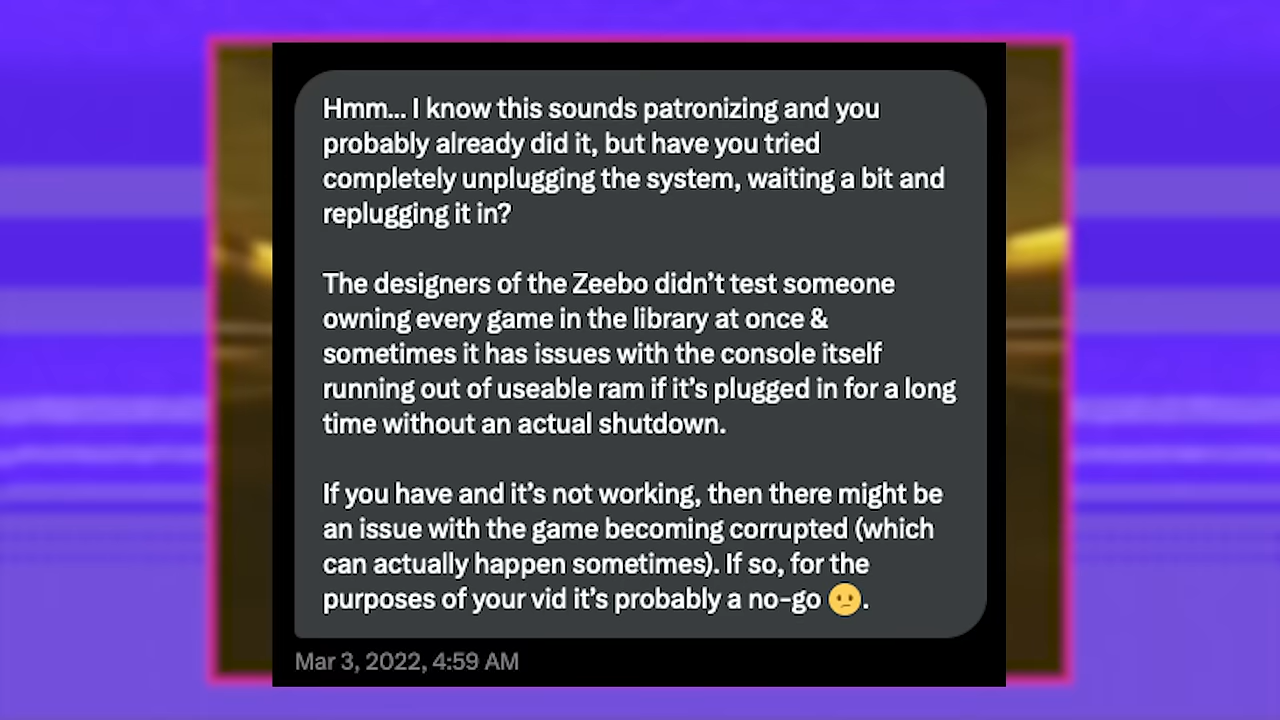 Hmm... I know this sounds patronizing and you
probably already did it, but have you tried
completely unplugging the system, waiting a bit and
replugging it in?
The designers of the Zeebo didn’t test someone
owning every game in the library at once &
sometimes it has issues with the console itself
running out of useable ram if it’s plugged in for a long
time without an actual shutdown.
If you have and it’s not working, then there might be
an issue with the game becoming corrupted (which
can actually happen sometimes). If so, for the
purposes of your vid it’s probably a no-go 🫤.
Mar 3, 2022, 4:59 AM